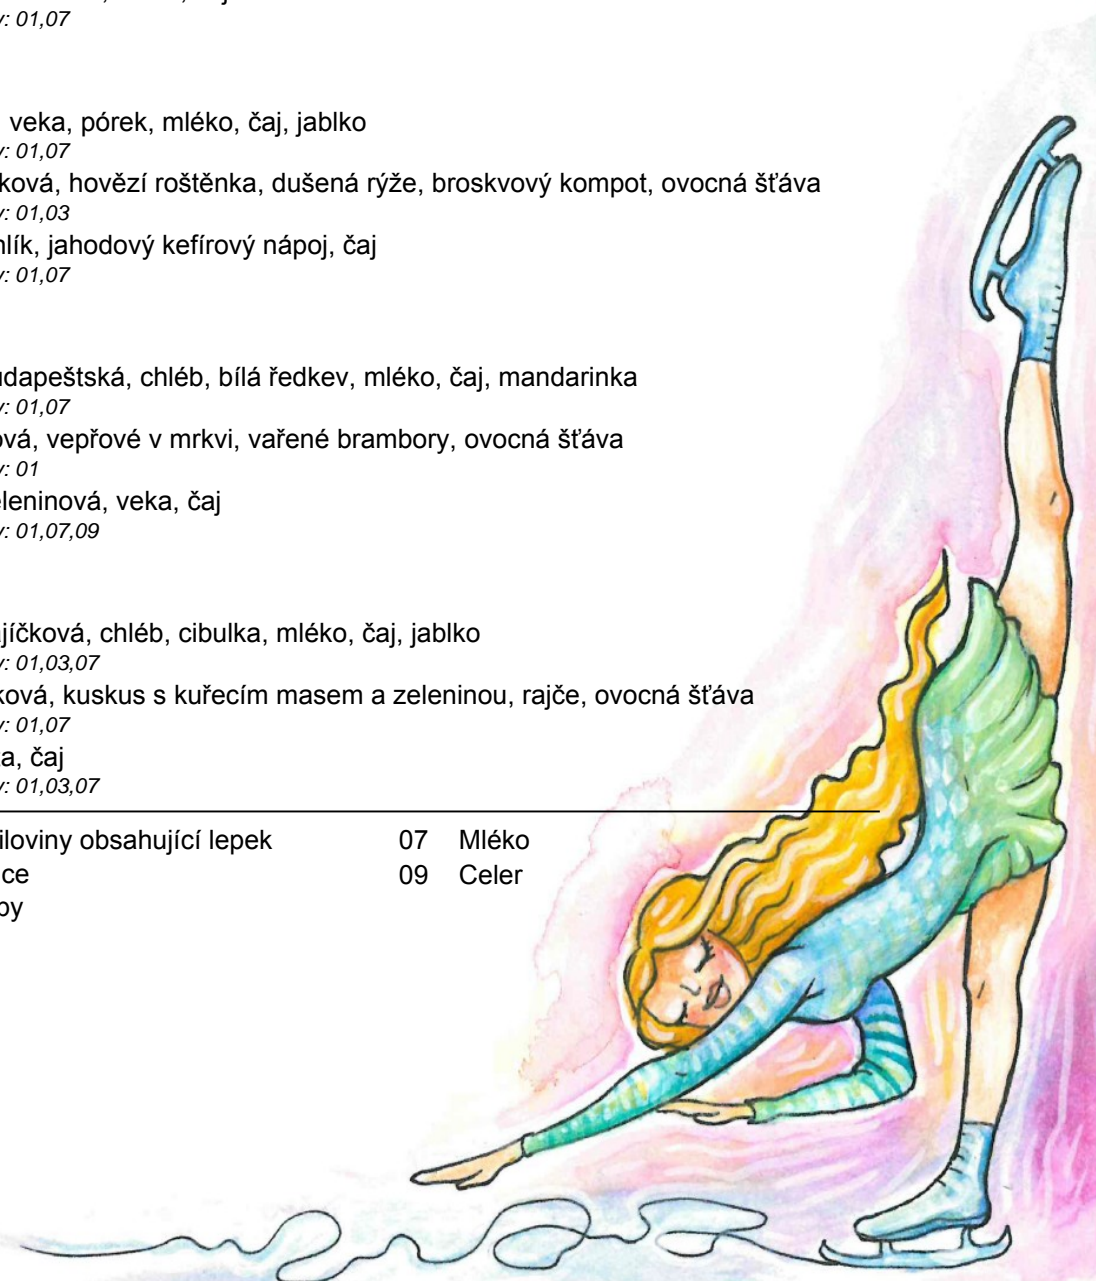 y: 01,07
veka, pórek, mléko, čaj, jablko
y: 01,07
ková, hovězí roštěnka, dušená rýže, broskvový kompot, ovocná šťáva
y: 01,03
hlík, jahodový kefírový nápoj, čaj
y: 01,07
udapeštská, chléb, bílá ředkev, mléko, čaj, mandarinka
y: 01,07
ová, vepřové v mrkvi, vařené brambory, ovocná šťáva
y: 01
eleninová, veka, čaj
y: 01,07,09
ajíčková, chléb, cibulka, mléko, čaj, jablko
y: 01,03,07
ková, kuskus s kuřecím masem a zeleninou, rajče, ovocná šťáva
y: 01,07
ta, čaj
y: 01,03,07
iloviny obsahující lepek 07 Mléko
ce 09 Celer
by